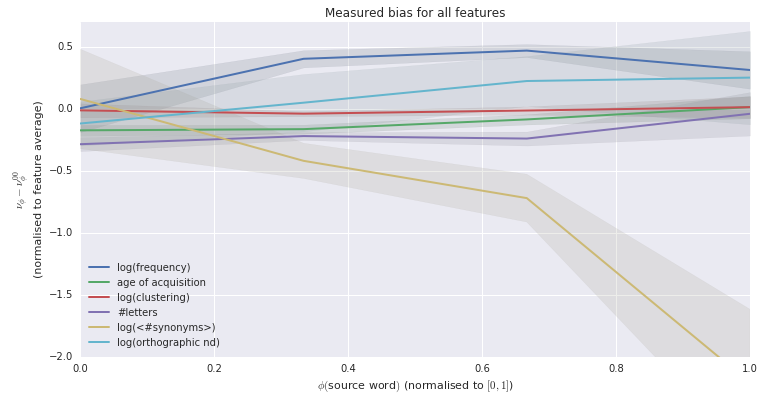 Measured bias for all features
0.5
0.0
−0.5
−1.0
−1.5
−2.0
ν_ϕ − ν_ϕ^00
(normalised to feature average)
log(frequency)
age of acquisition
log(clustering)
#letters
log(<#synonyms>)
log(orthographic nd)
0.0 0.2 0.4 0.6 0.8 1.0
ϕ(source word) (normalised to [0, 1])